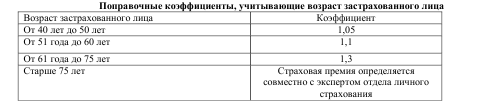 Поправочные коэффициенты, учитывающие возраст застрахованного лица
Возраст застрахованного лица Коэффициент
От 40 лет до 50 лет 1,05
От 51 года до 60 лет 1,1
От 61 года до 75 лет 1,3
Старше 75 лет Страховая премия определяется
совместно с экспертом отдела личного
страхования